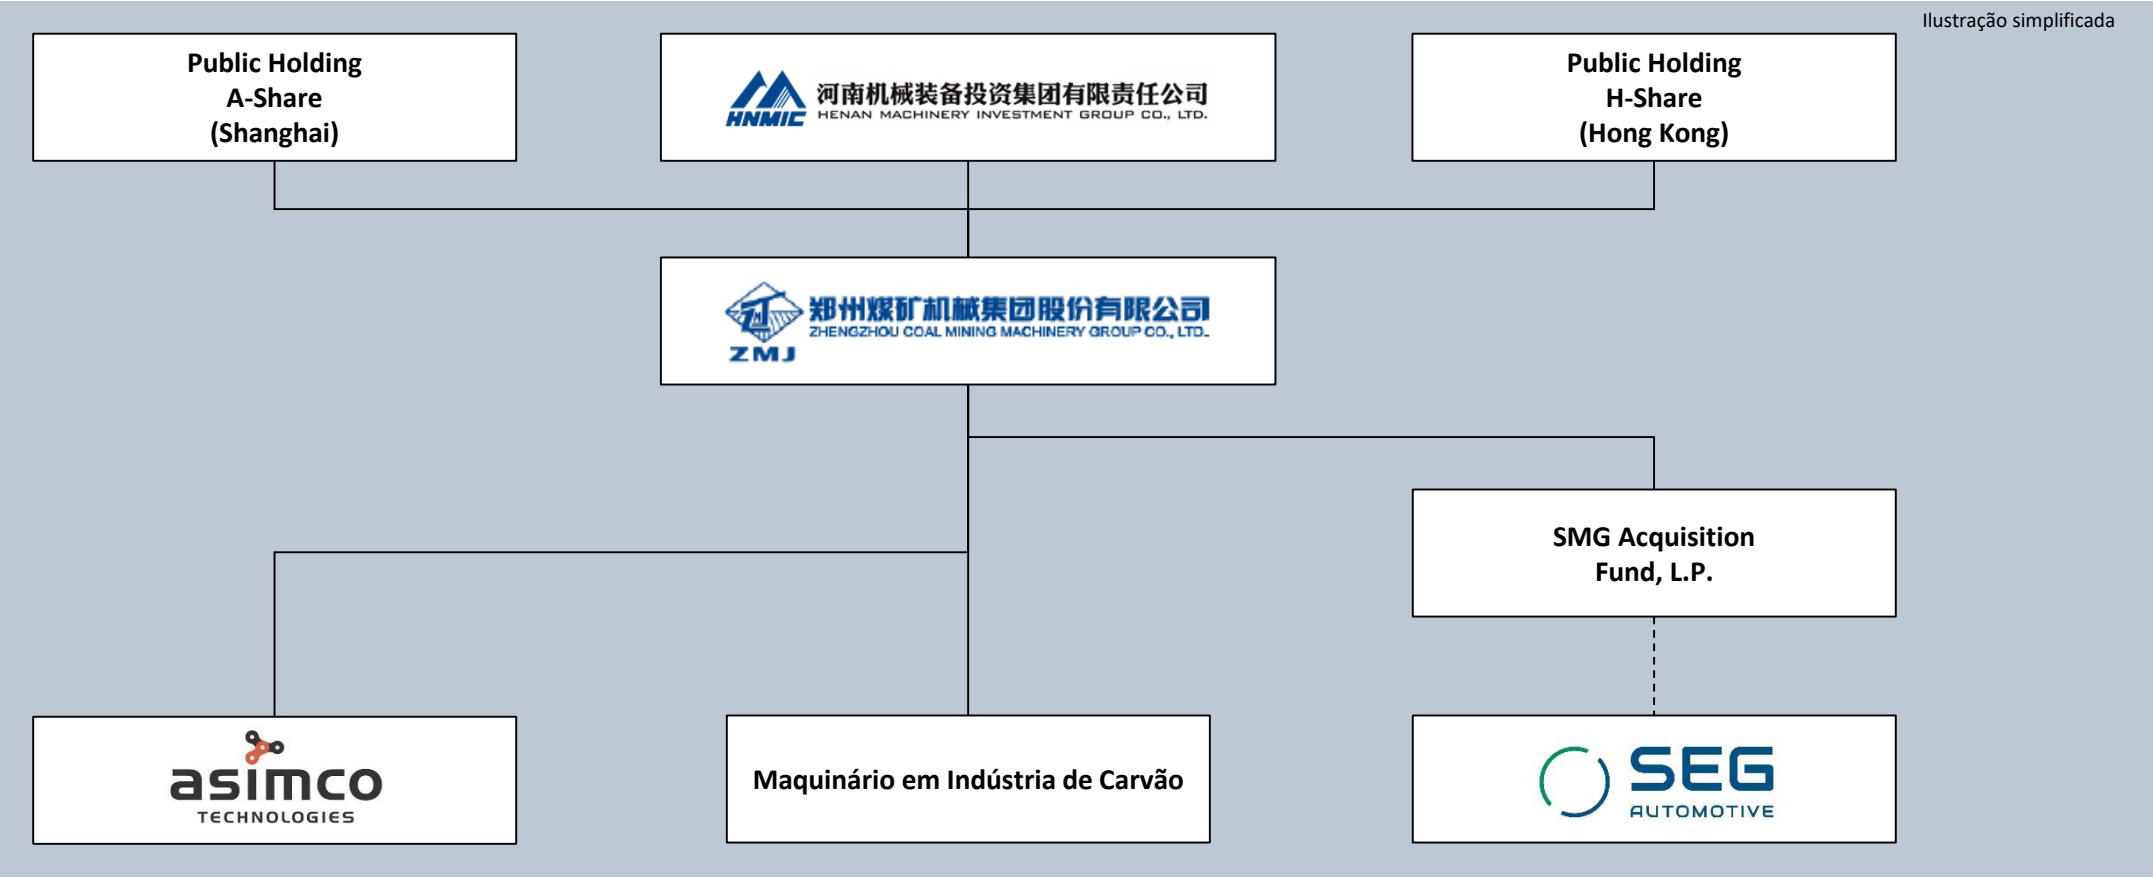 Ilustração simplificada
Public Holding
A-Share
(Shanghai)
HNMIC
河南机械装备投资集团有限责任公司
HENAN MACHINERY INVESTMENT GROUP CO., LTD.
Public Holding
H-Share
(Hong Kong)
ZMJ
郑州煤矿机械集团股份有限公司
ZHENGZHOU COAL MINING MACHINERY GROUP CO., LTD.
SMG Acquisition
Fund, L.P.
asimco
TECHNOLOGIES
Maquinário em Indústria de Carvão
SEG
AUTOMOTIVE